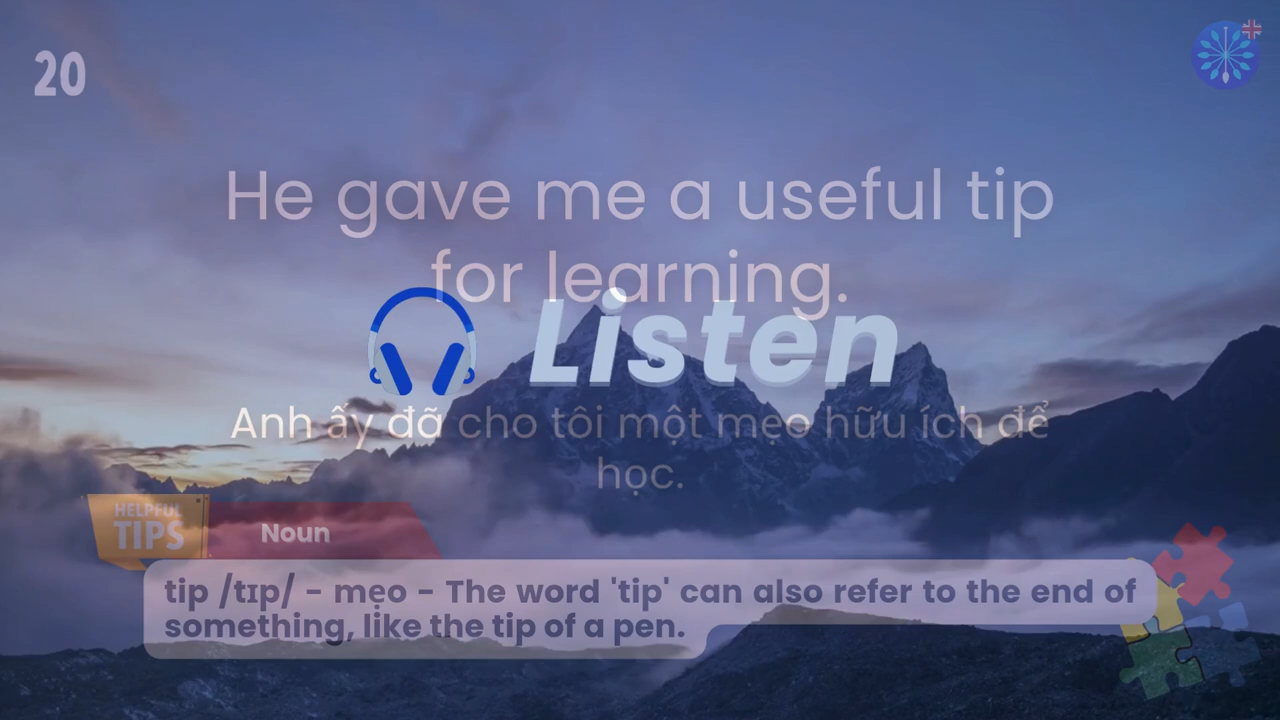 20
He gave me a useful tip
for learning.
Listen
Anh ấy đã cho tôi một mẹo hữu ích để
học.
HELPFUL
TIPS
Noun
tip /tɪp/ - mẹo - The word 'tip' can also refer to the end of
something, like the tip of a pen.